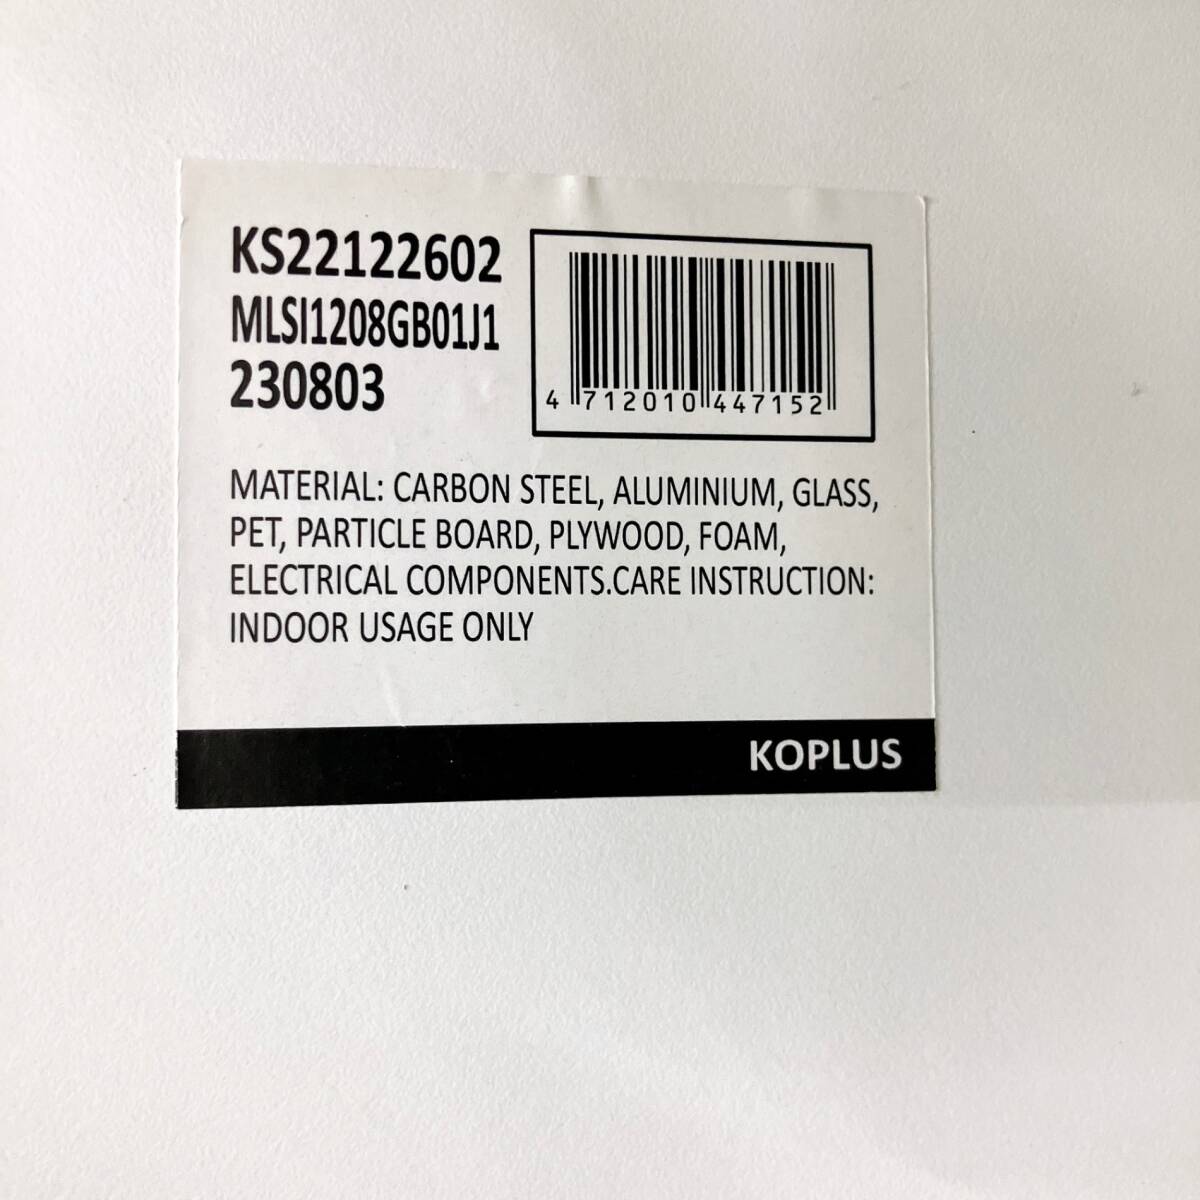 KS22122602
MLSI1208GB01J1
230803
4 712010 447152
MATERIAL: CARBON STEEL, ALUMINIUM, GLASS,
PET, PARTICLE BOARD, PLYWOOD, FOAM,
ELECTRICAL COMPONENTS.CARE INSTRUCTION:
INDOOR USAGE ONLY
KOPLUS